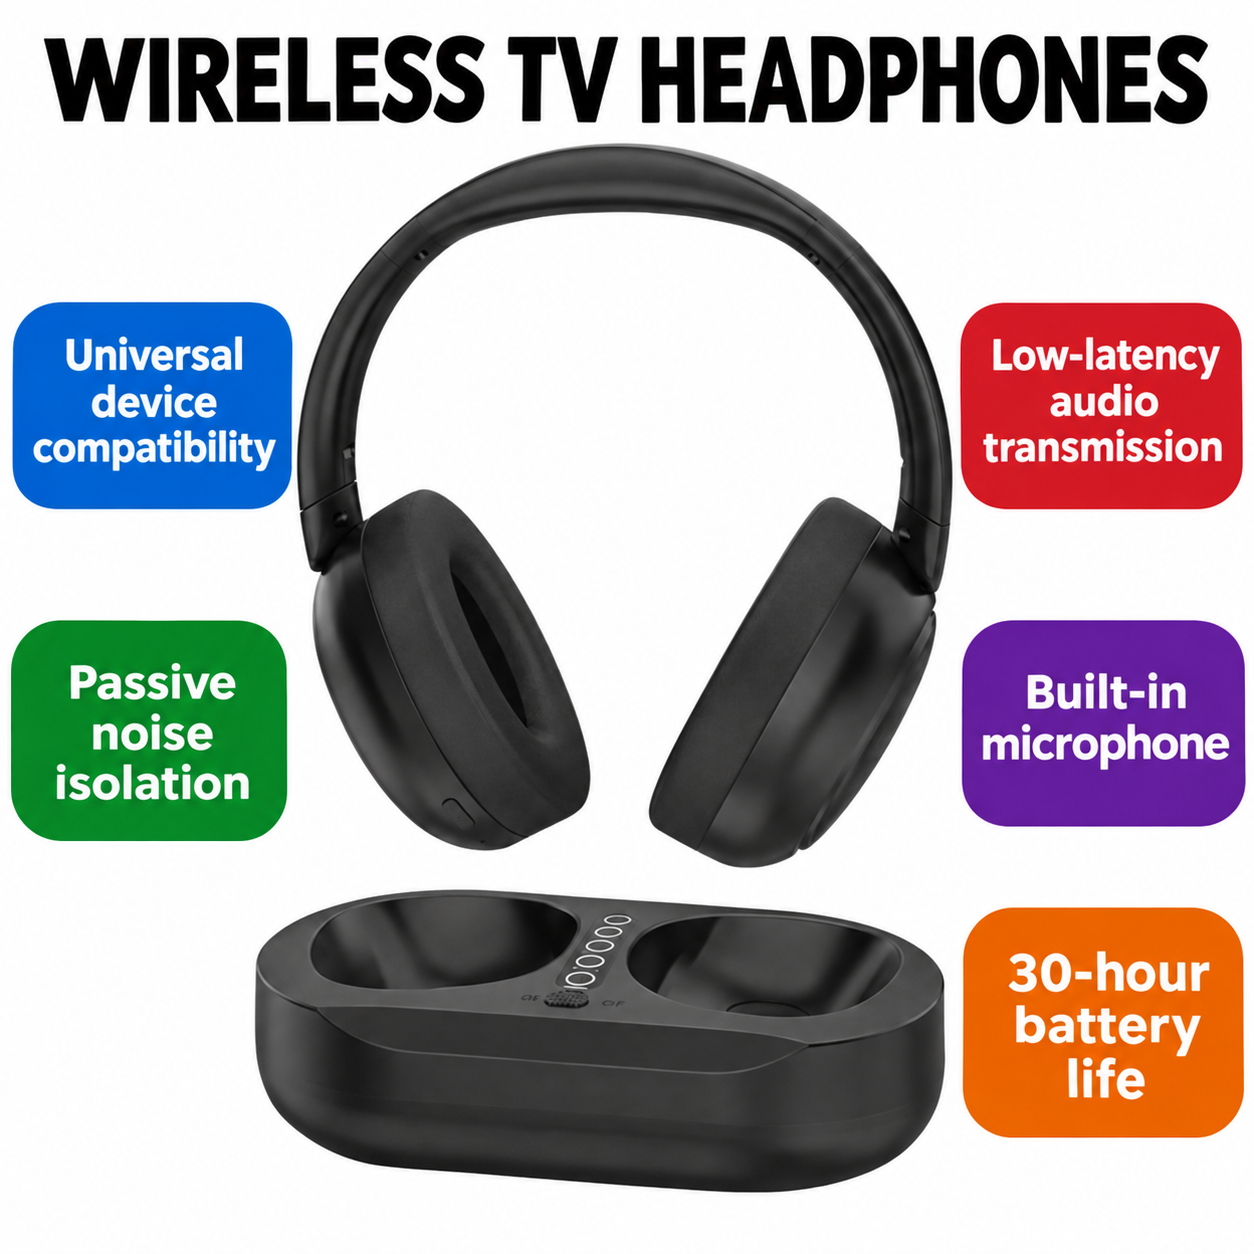 WIRELESS TV HEADPHONES
Universal
device
compatibility
Low-latency
audio
transmission
Passive
noise
isolation
Built-in
microphone
30-hour
battery
life